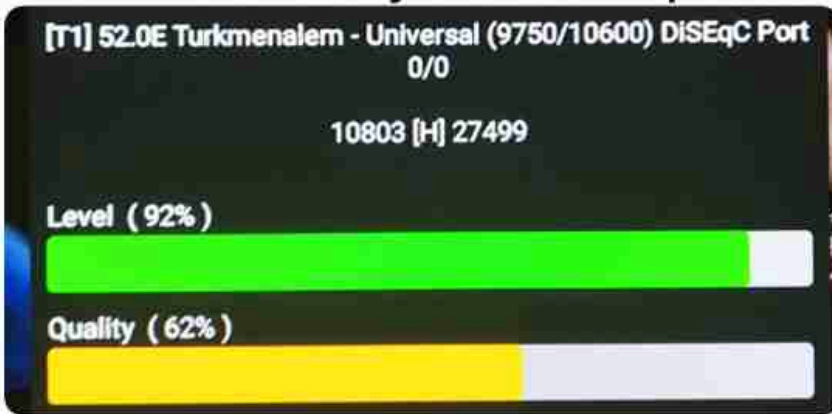 [T1] 52.0E Turkmenalem - Universal (9750/10600) DiSEqC Port
0/0
10803 [H] 27499
Level ( 92% )
Quality ( 62% )